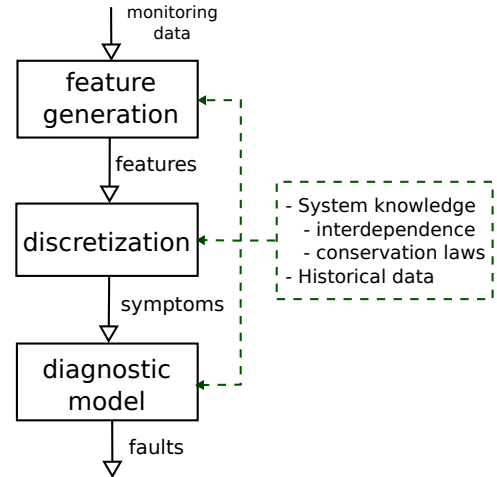 monitoring
data
feature
generation
features
discretization
- System knowledge
- interdependence
- conservation laws
- Historical data
symptoms
diagnostic
model
faults